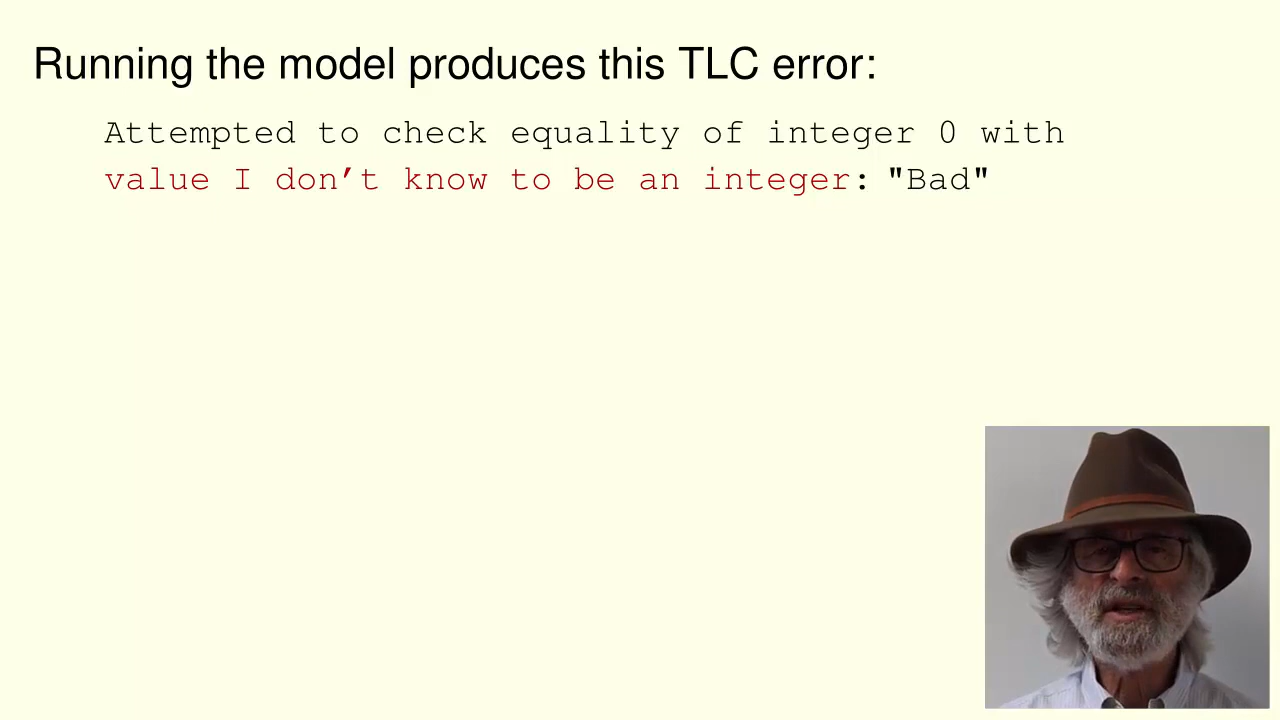 Running the model produces this TLC error:
Attempted to check equality of integer 0 with
value I don’t know to be an integer: "Bad"